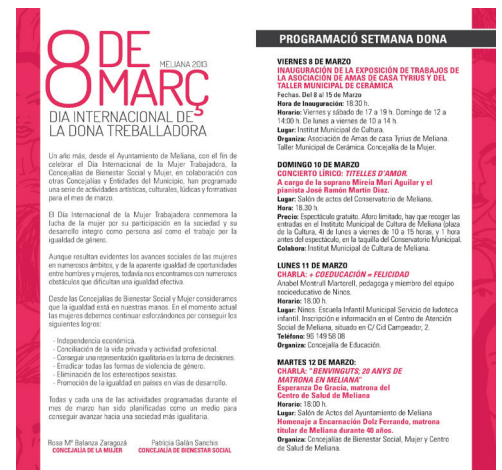 8 DE
MARÇ
MELIANA 2013
DIA INTERNACIONAL DE
LA DONA TREBALLADORA
Un año más, desde el Ayuntamiento de Meliana, con el fin de
celebrar el Día Internacional de la Mujer Trabajadora, la
Concejalías de Bienestar Social y Mujer, en colaboración con
otras Concejalías y Entidades del Municipio, han programado
una serie de actividades artísticas, culturales, lúdicas y formativas
para el mes de marzo.
El Día Internacional de la Mujer Trabajadora conmemora la
lucha de la mujer por su participación en la sociedad y su
desarrollo íntegro como persona así como el trabajo por la
igualdad de género.
Aunque resultan evidentes los avances sociales de las mujeres
en numerosos ámbitos, y de la aparente igualdad de oportunidades
entre hombres y mujeres, todavía nos encontramos con numerosos
obstáculos que dificultan una igualdad efectiva.
Desde las Concejalías de Bienestar Social y Mujer consideramos
que la igualdad está en nuestras manos. En el momento actual
las mujeres debemos continuar esforzándonos por conseguir los
siguientes logros:
- Independencia económica.
- Conciliación de la vida privada y actividad profesional.
- Conseguir una representación igualitaria en la toma de decisiones.
- Erradicar todas las formas de violencia de género.
- Eliminación de los estereotipos sexistas.
- Promoción de la igualdad en países en vías de desarrollo.
Todas y cada una de las actividades programadas durante el
mes de marzo han sido planificadas como un medio para
conseguir avanzar hacia una sociedad más igualitaria.
Rosa Mª Balanza Zaragozá
CONCEJALÍA DE LA MUJER
Patricia Galán Sanchis
CONCEJALÍA DE BIENESTAR SOCIAL
PROGRAMACIÓ SETMANA DONA
VIERNES 8 DE MARZO
INAUGURACIÓN DE LA EXPOSICIÓN DE TRABAJOS DE
LA ASOCIACIÓN DE AMAS DE CASA TYRIUS Y DEL
TALLER MUNICIPAL DE CERÁMICA
Fechas. Del 8 al 15 de Marzo
Hora de Inauguración: 18:30 h.
Horario: Viernes y sábado de 17 a 19 h. Domingo de 12 a
14:00 h. De lunes a viernes de 10 a 14 h.
Lugar: Institut Municipal de Cultura.
Organiza: Asociación de Amas de casa Tyrius de Meliana.
Taller Municipal de Cerámica. Concejalía de la Mujer.
DOMINGO 10 DE MARZO
CONCIERTO LÍRICO: TITELLES D'AMOR.
A cargo de la soprano Mireia Marí Aguilar y el
pianista José Ramón Martín Díaz.
Lugar: Salón de actos del Conservatorio de Meliana.
Hora: 18.30 h.
Precio: Espectáculo gratuito. Aforo limitado, hay que recoger las
entradas en el Instituto Municipal de Cultura de Meliana (plaza
de la Cultura, 4) de lunes a viernes de 10 a 15 horas, y 1 hora
antes del espectáculo, en la taquilla del Conservatorio Municipal.
Colabora: Institut Municipal de Cultura de Meliana.
LUNES 11 DE MARZO
CHARLA: + COEDUCACIÓN = FELICIDAD
Anabel Montrull Martorell, pedagoga y miembro del equipo
socioeducativo de Ninos.
Horario: 18.00 h.
Lugar: Ninos. Escuela Infantil Municipal Servicio de ludoteca
infantil. Inscripción e información en el Centro de Atención
Social de Meliana, situado en C/ Cid Campeador, 2.
Teléfono: 96 149 58 08
Organiza: Concejalía de Educación.
MARTES 12 DE MARZO:
CHARLA: "BENVINGUTS; 20 ANYS DE
MATRONA EN MELIANA"
Esperanza De Gracia, matrona del
Centro de Salud de Meliana
Horario: 18:00 h.
Lugar: Salón de Actos del Ayuntamiento de Meliana
Homenaje a Encarnación Dolz Ferrando, matrona
titular de Meliana durante 40 años.
Organiza: Concejalías de Bienestar Social, Mujer y Centro
de Salud de Meliana.